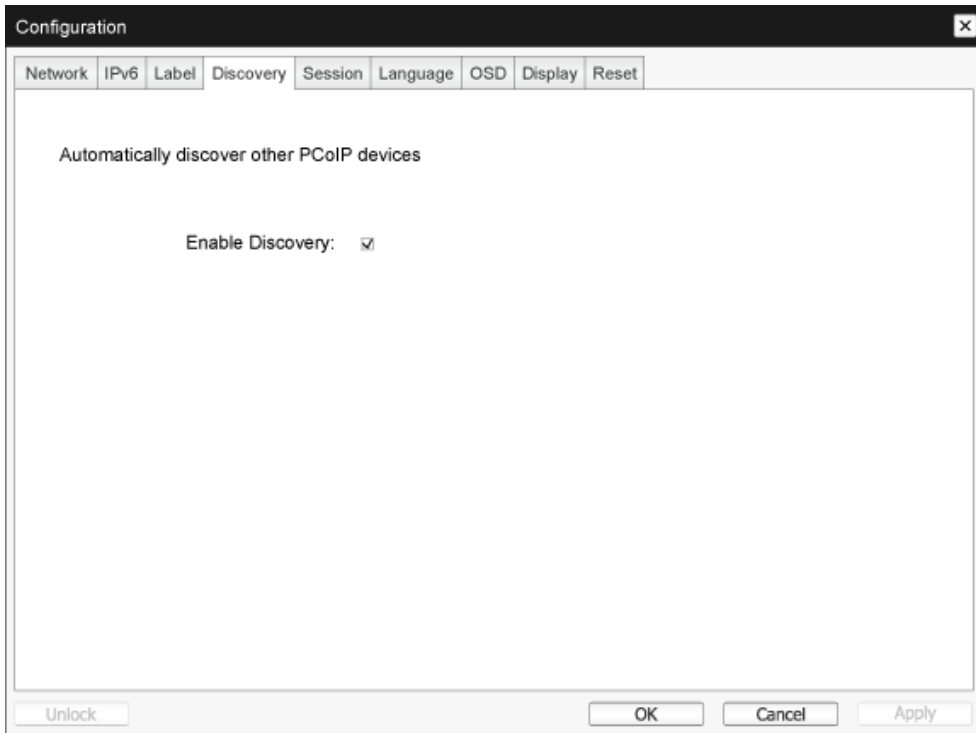 Configuration
Network IPv6 Label Discovery Session Language OSD Display Reset
Automatically discover other PCoIP devices
Enable Discovery:
Unlock OK Cancel Apply